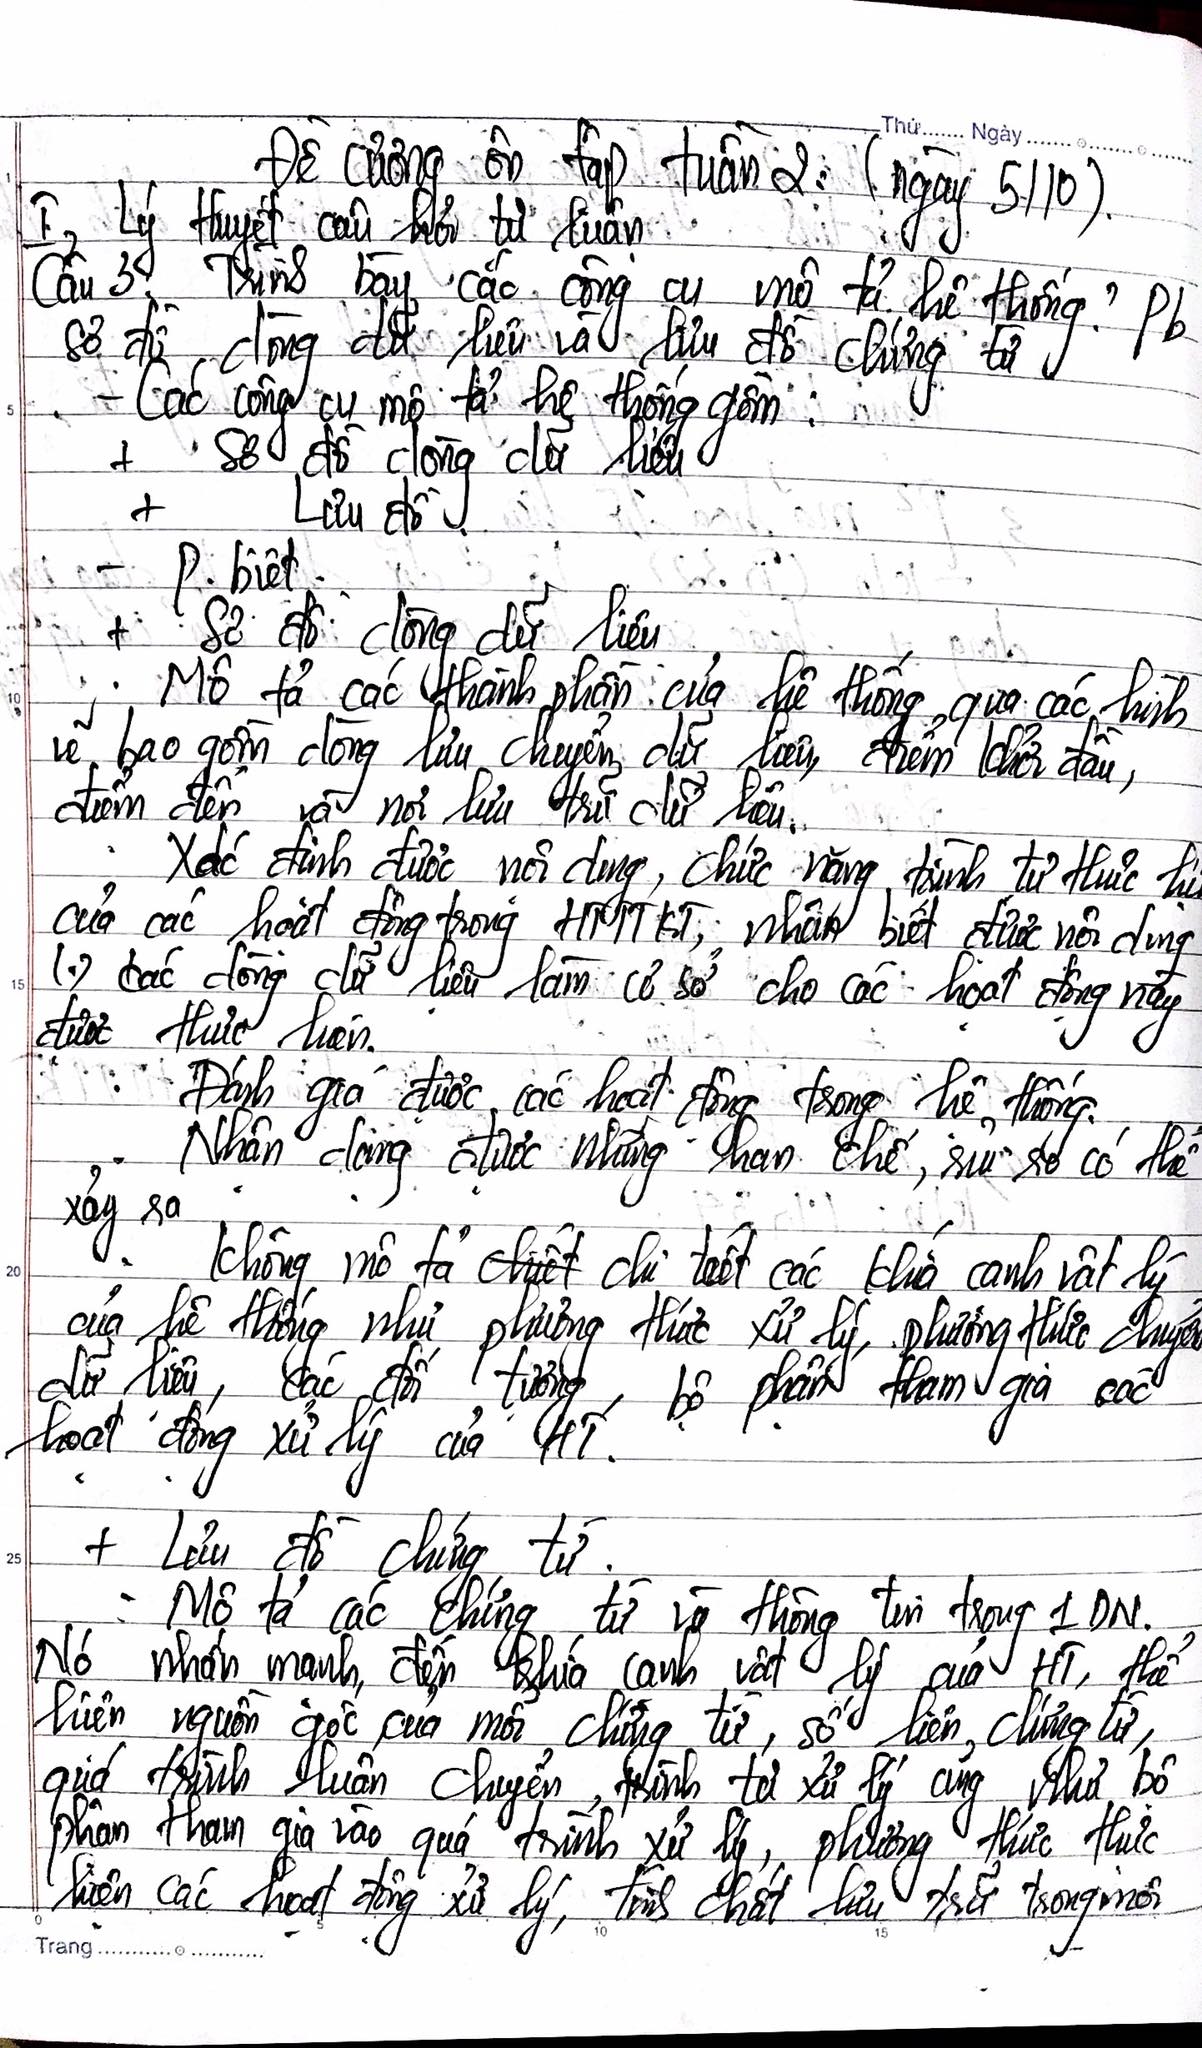 Thứ....... Ngày.................
Đề cương ôn tập tuần 2: (ngày 5/10).
I, Lý thuyết câu hỏi tự luận
Câu 3: Trình bày các công cụ mô tả hệ thống? Pb
sơ đồ dòng dữ liệu và lưu đồ chứng từ
- Các công cụ mô tả hệ thống gồm:
+ Sơ đồ dòng dữ liệu
+ Lưu đồ
- P. biệt.
+ Sơ đồ dòng dữ liệu
. Mô tả các thành phần của hệ thống qua các hình
vẽ bao gồm dòng lưu chuyển dữ liệu, điểm khởi đầu,
điểm đến và nơi lưu trữ dữ liệu.
. Xác định được nội dung, chức năng trình tự thực hi
của các hoạt động trong HTTTKT, nhận biết được nội dung
(.) các dòng dữ liệu làm cơ sở cho các hoạt động này
được thực hiện.
. Đánh giá được các hoạt động trong hệ thống.
. Nhận dạng được những hạn chế, rủi ro có thể
xảy ra
. Không mô tả chi tiết các khía cạnh vật lý
của hệ thống như phương thức xử lý, phương thức chuyển
dữ liệu, các đối tượng, bộ phận tham gia các
hoạt động xử lý của HT.
+ Lưu đồ chứng từ.
. Mô tả các chứng từ và thông tin trong 1 DN.
Nó nhấn mạnh đến khía cạnh vật lý của HT, thể
hiện nguồn gốc của mỗi chứng từ, số liên chứng từ,
quá trình luân chuyển, trình tự xử lý cũng như bộ
phận tham gia vào quá trình xử lý, phương thức thực
hiện các hoạt động xử lý, tính chất lưu trữ trong mỗi
Trang......................